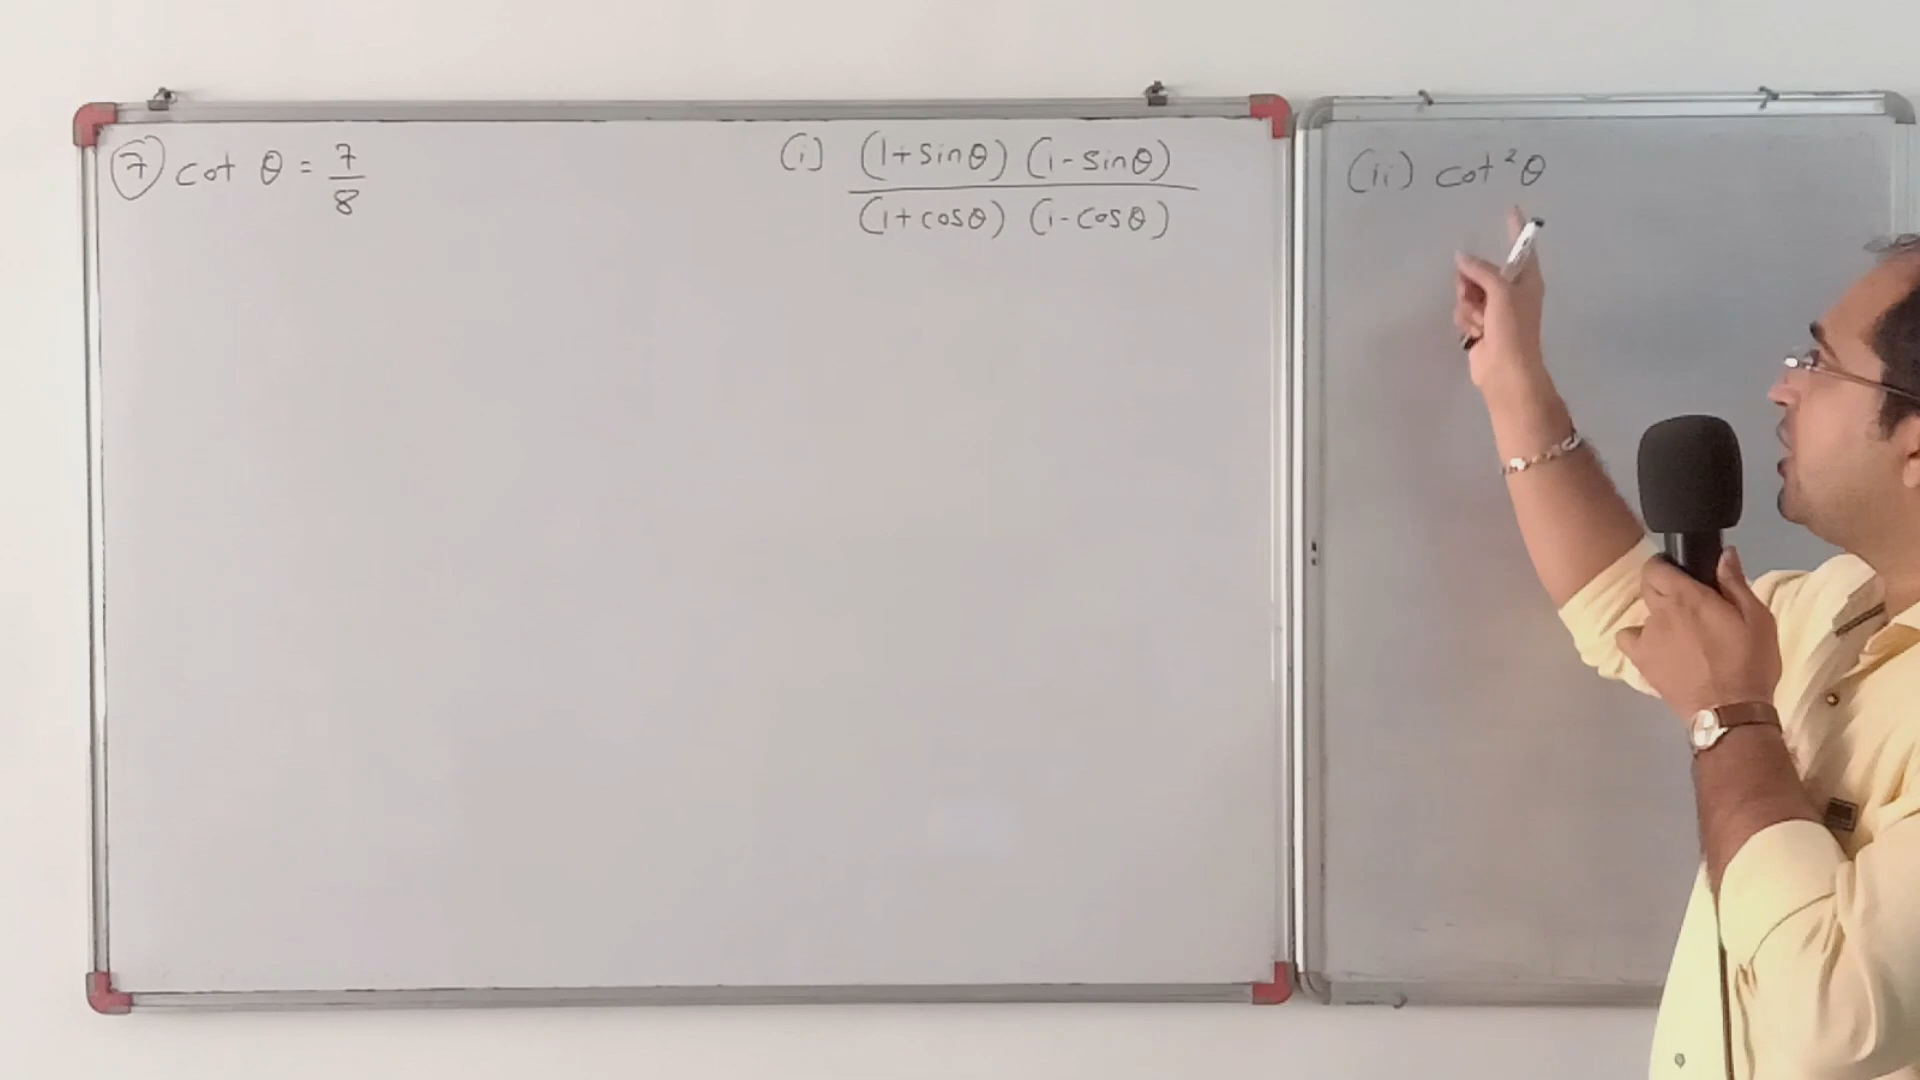 7 cot θ = 7/8
(i) (1+sinθ) (1-sinθ)
(1+cosθ) (1-cosθ)
(ii) cot²θ